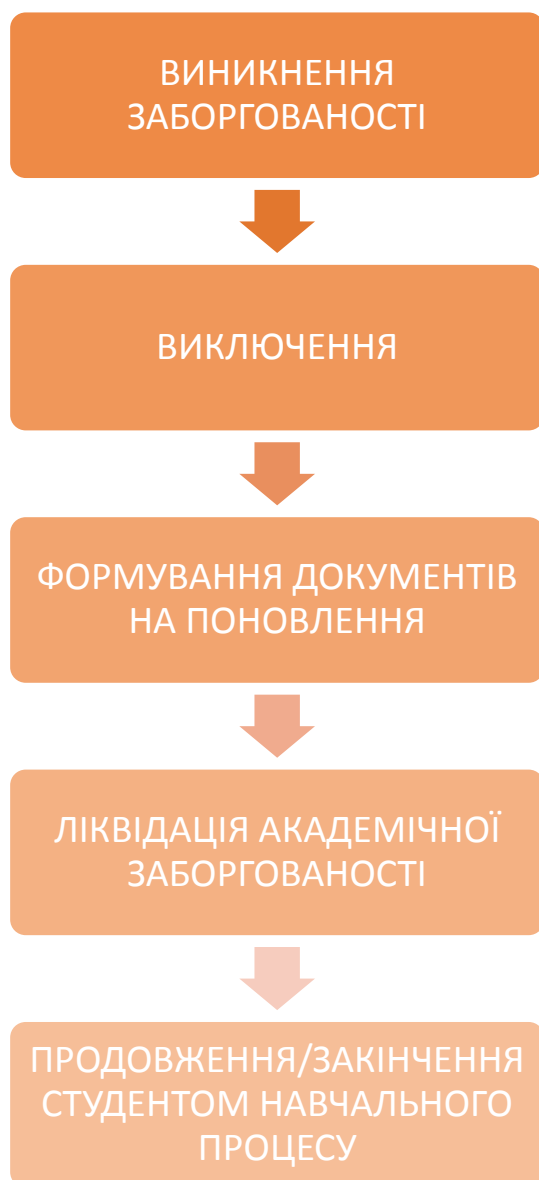 ВИНИКНЕННЯ
ЗАБОРГОВАНОСТІ
ВИКЛЮЧЕННЯ
ФОРМУВАННЯ ДОКУМЕНТІВ
НА ПОНОВЛЕННЯ
ЛІКВІДАЦІЯ АКАДЕМІЧНОЇ
ЗАБОРГОВАНОСТІ
ПРОДОВЖЕННЯ/ЗАКІНЧЕННЯ
СТУДЕНТОМ НАВЧАЛЬНОГО
ПРОЦЕСУ